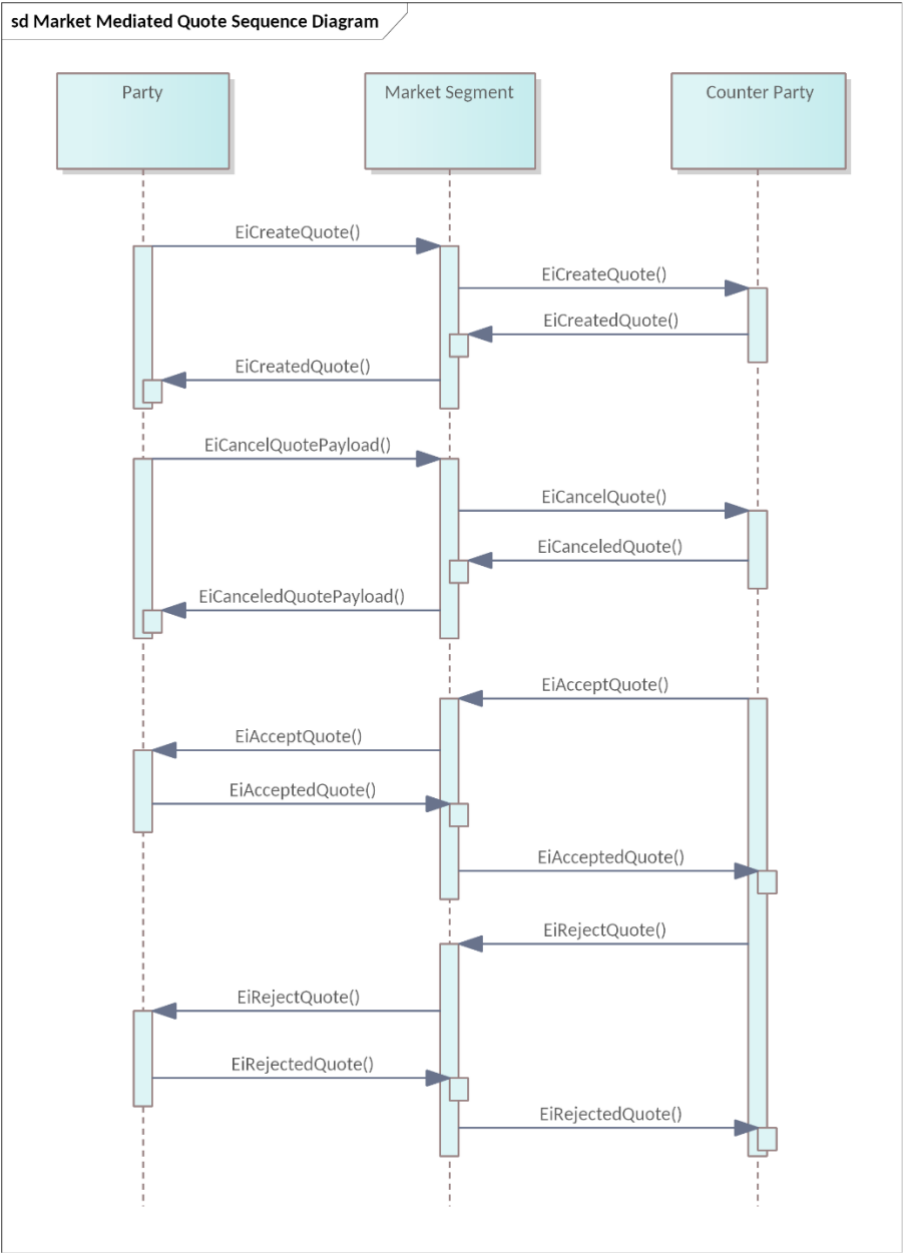 sd Market Mediated Quote Sequence Diagram
Party
Market Segment
Counter Party
EiCreateQuote()
EiCreateQuote()
EiCreatedQuote()
EiCreatedQuote()
EiCancelQuotePayload()
EiCancelQuote()
EiCanceledQuote()
EiCanceledQuotePayload()
EiAcceptQuote()
EiAcceptQuote()
EiAcceptedQuote()
EiAcceptedQuote()
EiRejectQuote()
EiRejectQuote()
EiRejectedQuote()
EiRejectedQuote()